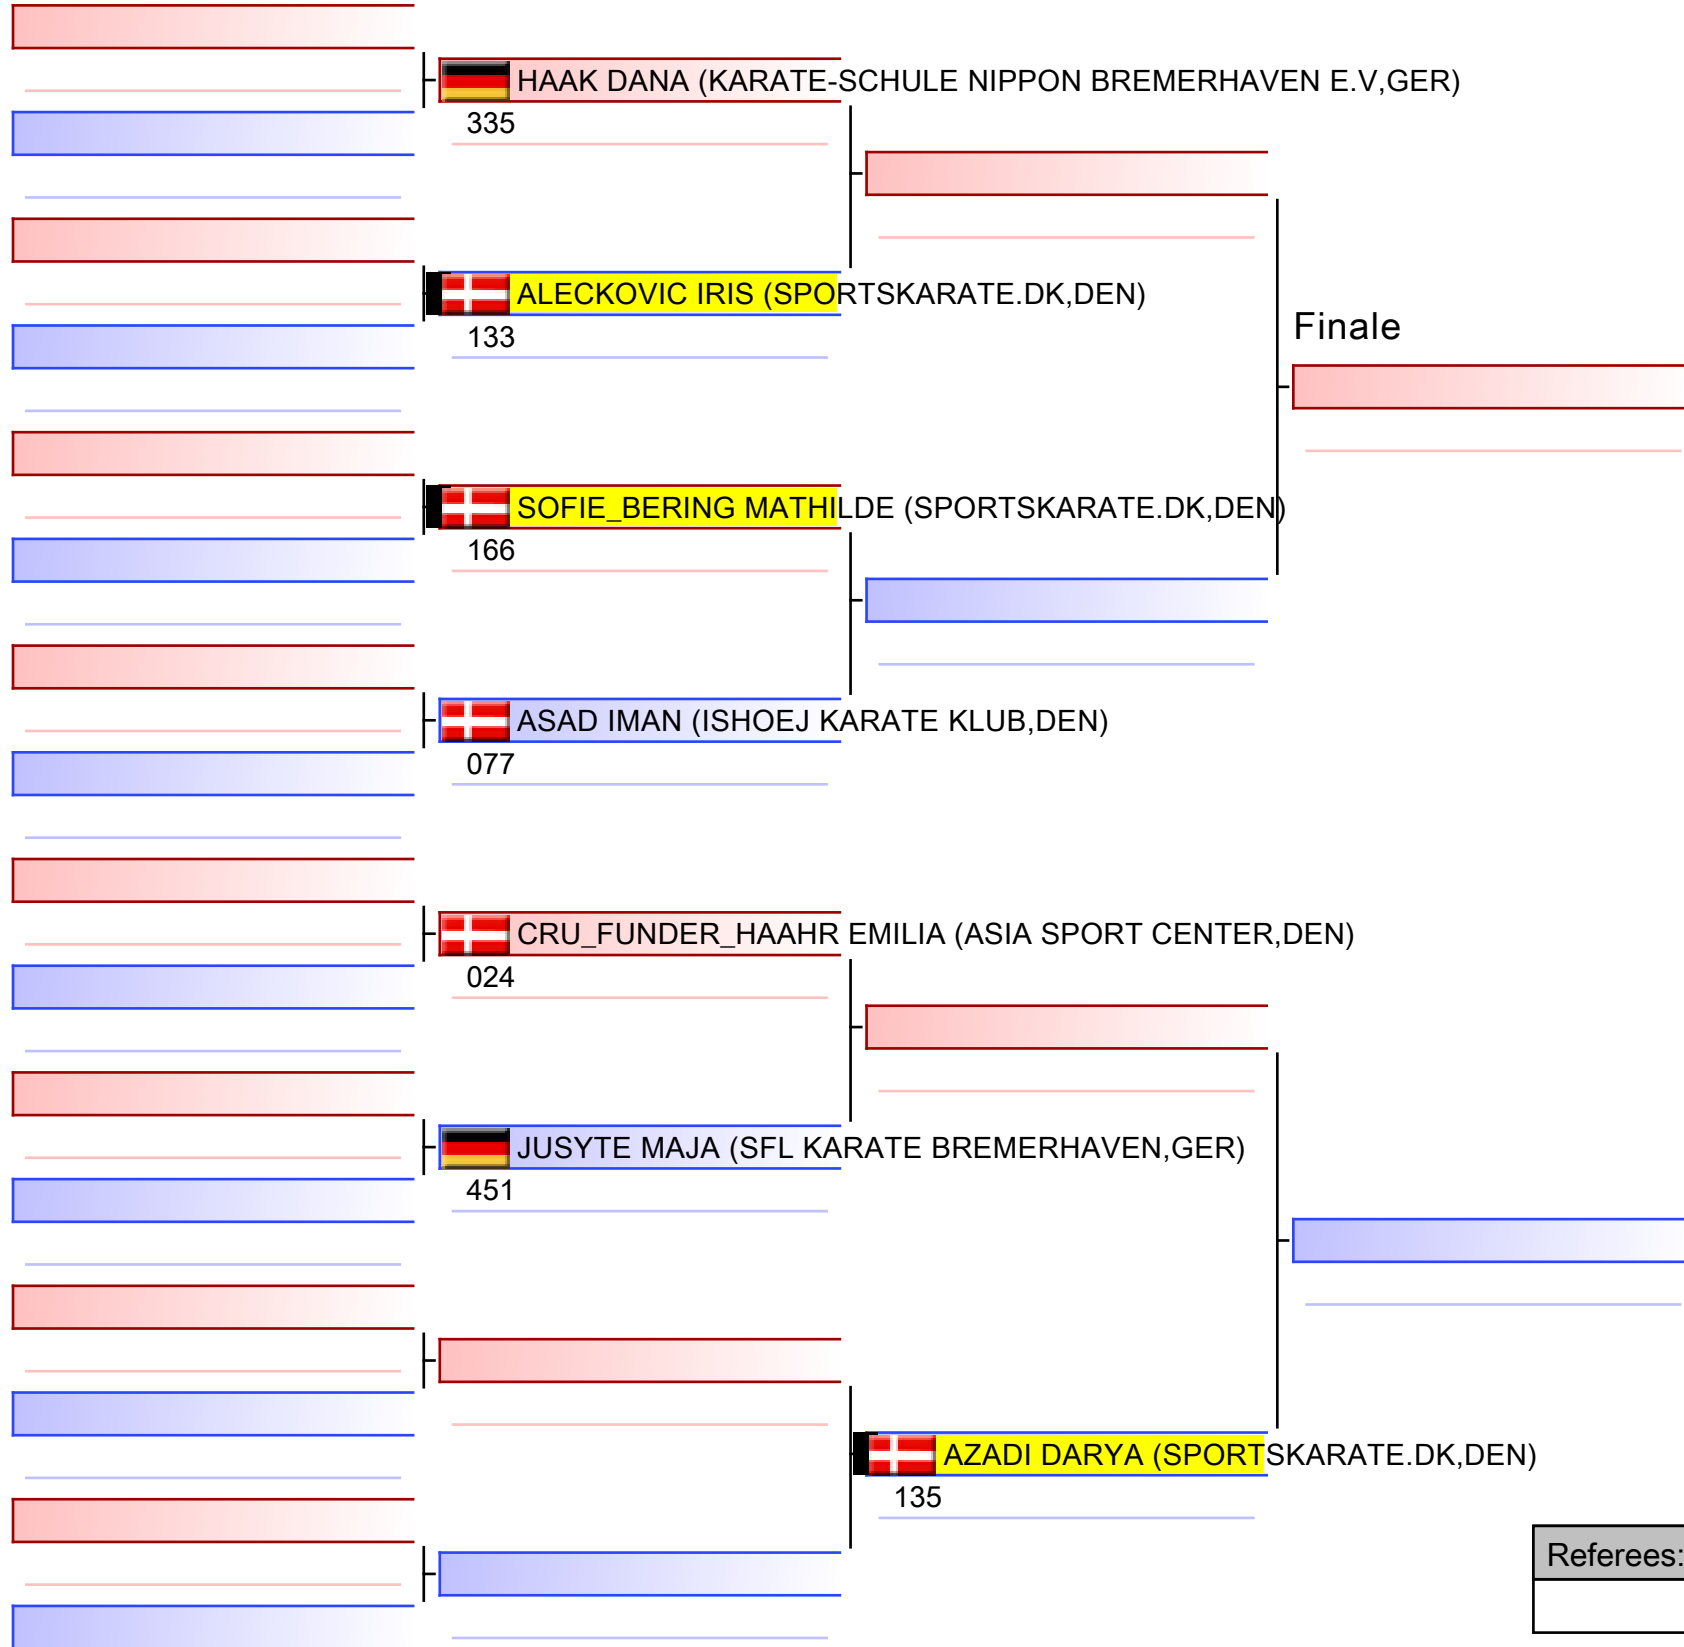 HAAK DANA (KARATE-SCHULE NIPPON BREMERHAVEN E.V,GER)
335
ALECKOVIC IRIS (SPORTSKARATE.DK,DEN)
133
Finale
SOFIE_BERING MATHILDE (SPORTSKARATE.DK,DEN)
166
ASAD IMAN (ISHOEJ KARATE KLUB,DEN)
077
CRU_FUNDER_HAAHR EMILIA (ASIA SPORT CENTER,DEN)
024
JUSYTE MAJA (SFL KARATE BREMERHAVEN,GER)
451
AZADI DARYA (SPORTSKARATE.DK,DEN)
135
Referees: